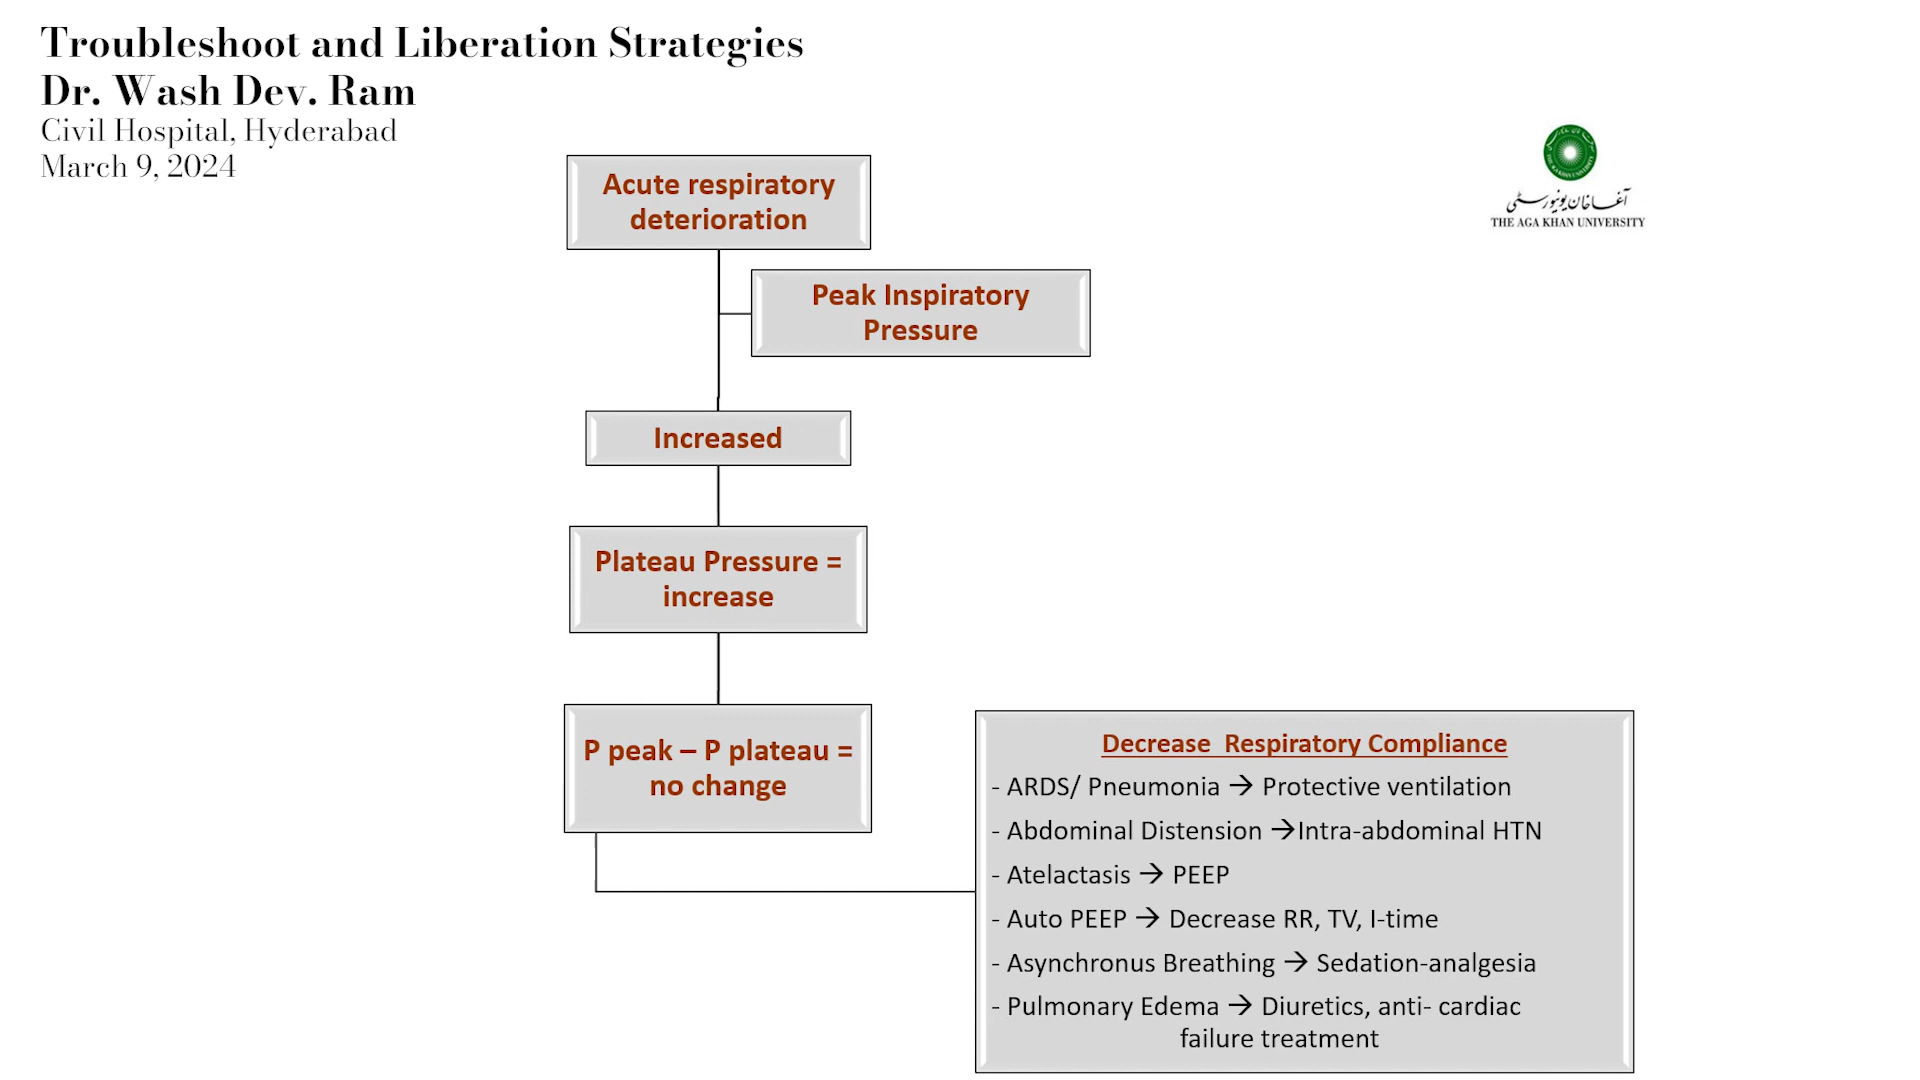 Troubleshoot and Liberation Strategies
Dr. Wash Dev. Ram
Civil Hospital, Hyderabad
March 9, 2024
آغا خان یونیورسٹی
THE AGA KHAN UNIVERSITY
Acute respiratory
deterioration
Peak Inspiratory
Pressure
Increased
Plateau Pressure =
increase
P peak – P plateau =
no change
Decrease  Respiratory Compliance
- ARDS/ Pneumonia → Protective ventilation
- Abdominal Distension →Intra-abdominal HTN
- Atelactasis → PEEP
- Auto PEEP → Decrease RR, TV, I-time
- Asynchronus Breathing → Sedation-analgesia
- Pulmonary Edema → Diuretics, anti- cardiac
failure treatment